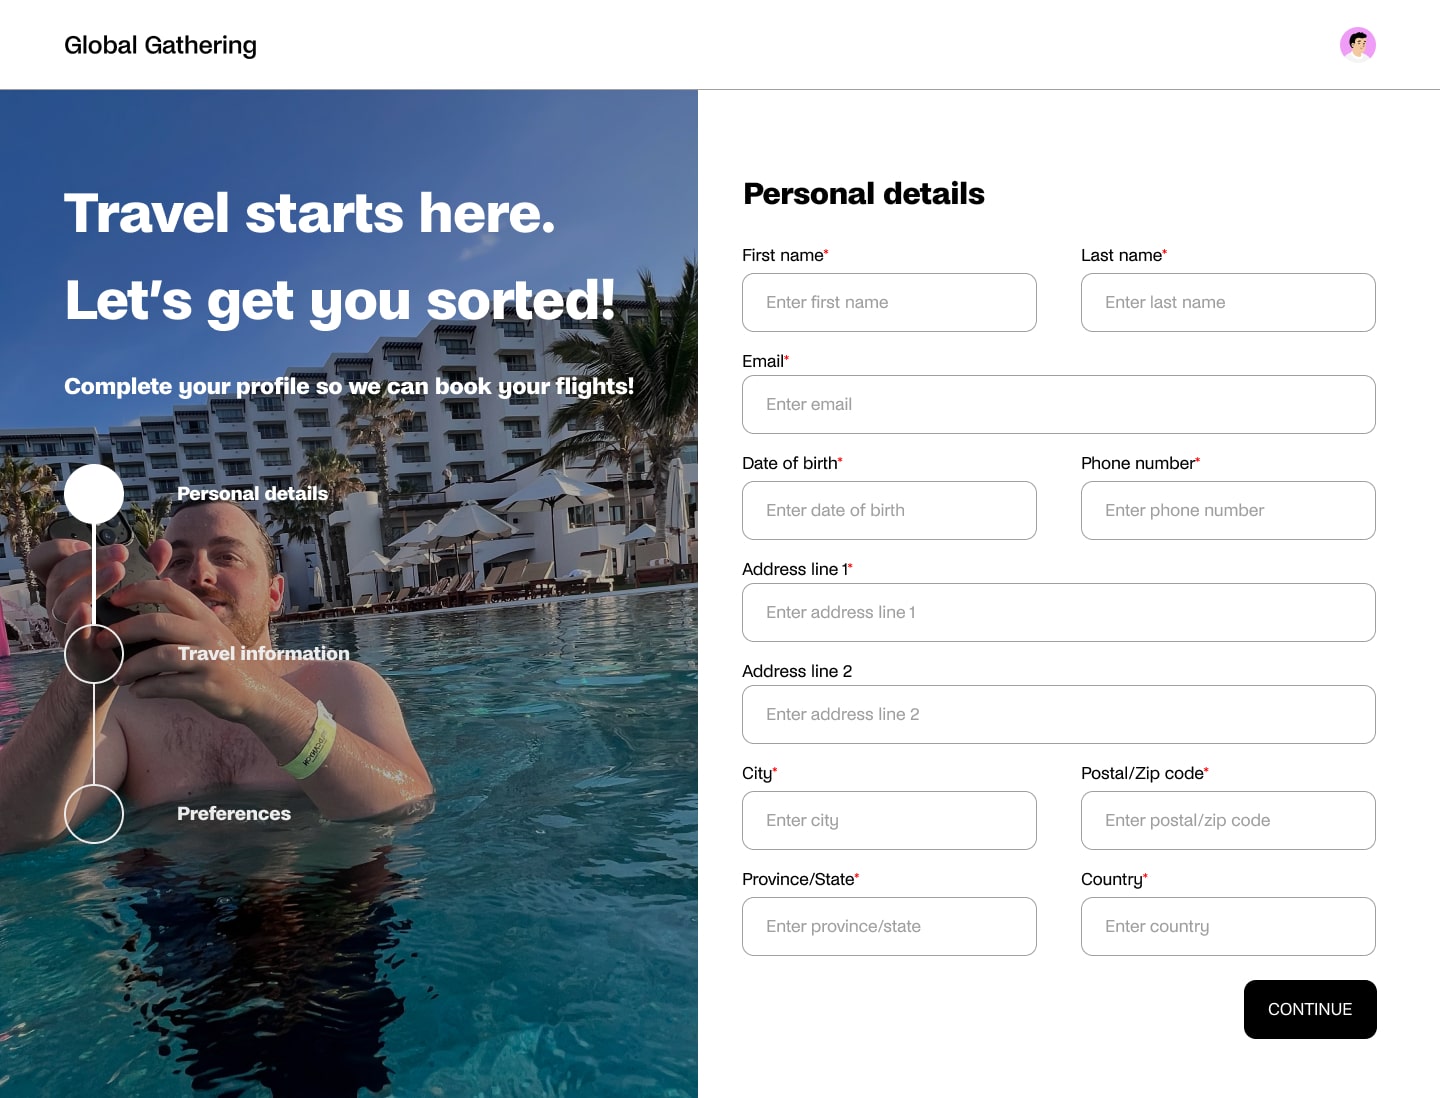 Global Gathering
Travel starts here.
Let's get you sorted!
Complete your profile so we can book your flights!
Personal details
Travel information
Preferences
Personal details
First name*
Last name*
Enter first name
Enter last name
Email*
Enter email
Date of birth*
Phone number*
Enter date of birth
Enter phone number
Address line 1*
Enter address line 1
Address line 2
Enter address line 2
City*
Postal/Zip code*
Enter city
Enter postal/zip code
Province/State*
Country*
Enter province/state
Enter country
CONTINUE